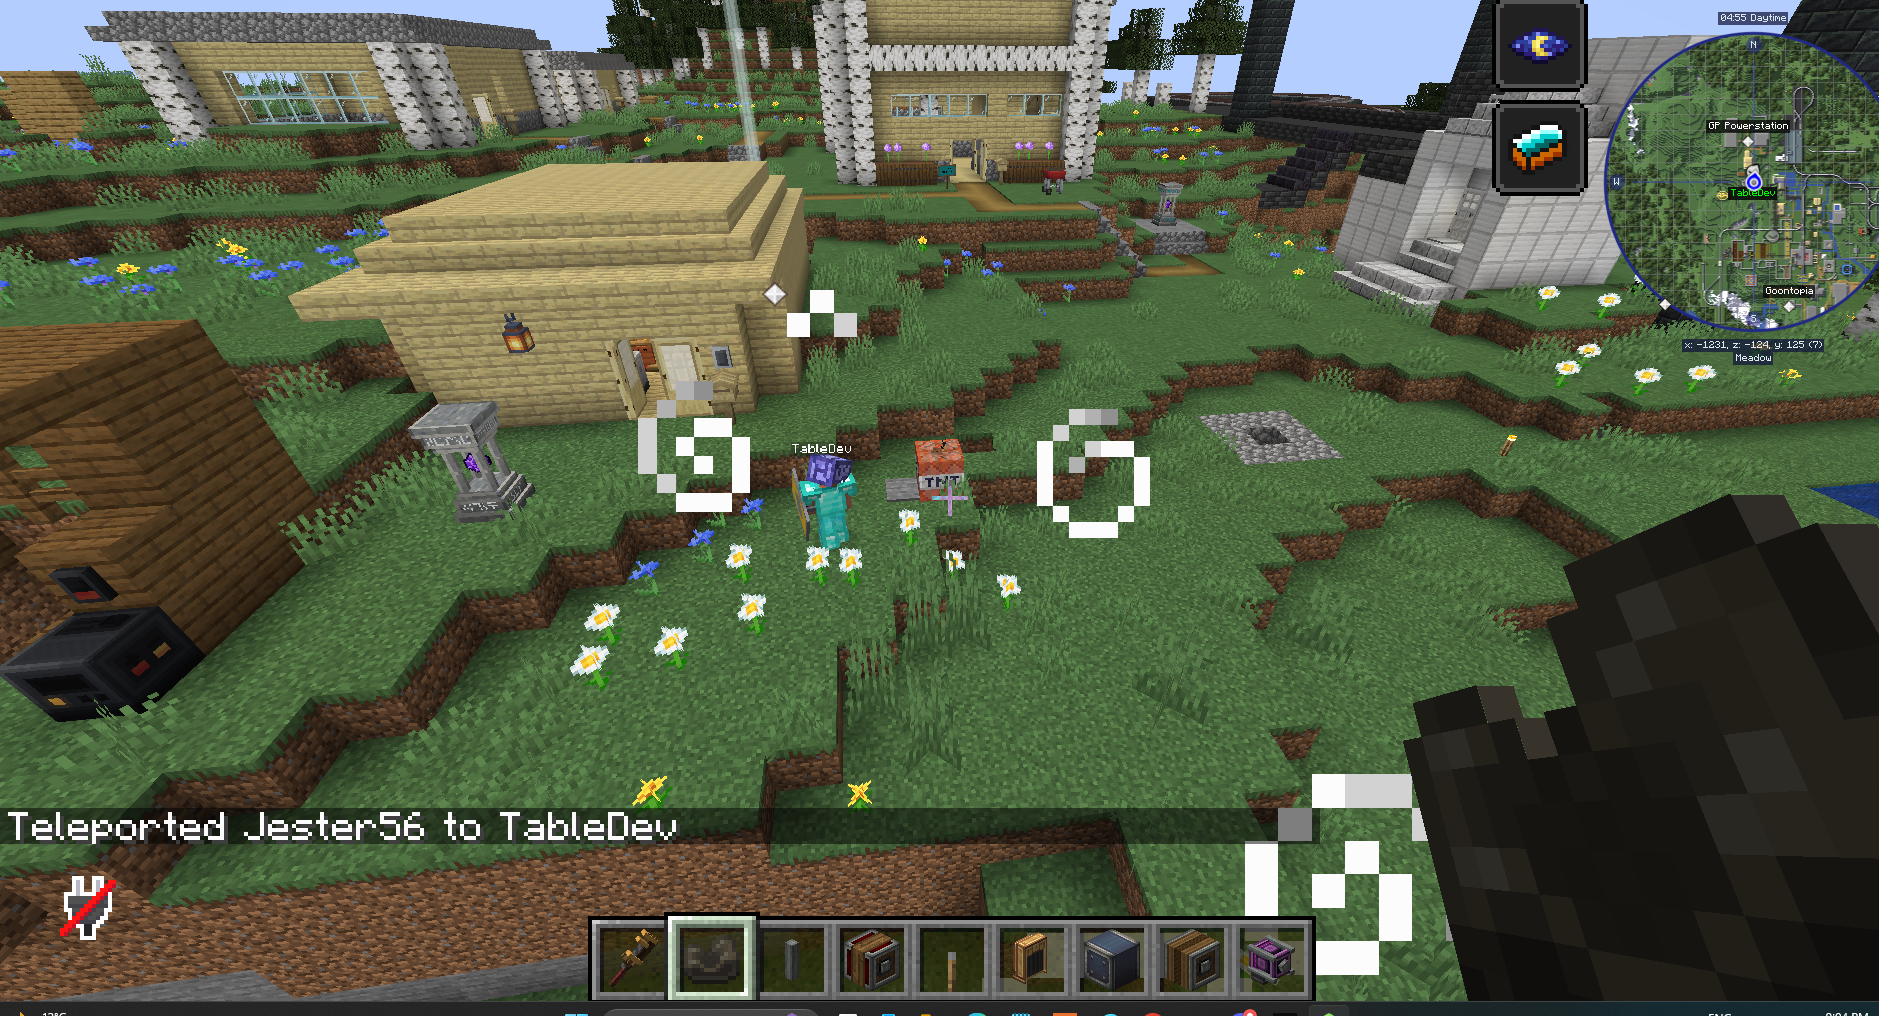 04:55 Daytime
N
GP Powerstation
W
TableDev
Goontopia
S
x: -1231, z: -124, y: 125 (7)
Meadow
TableDev
TNT
Teleported Jester56 to TableDev